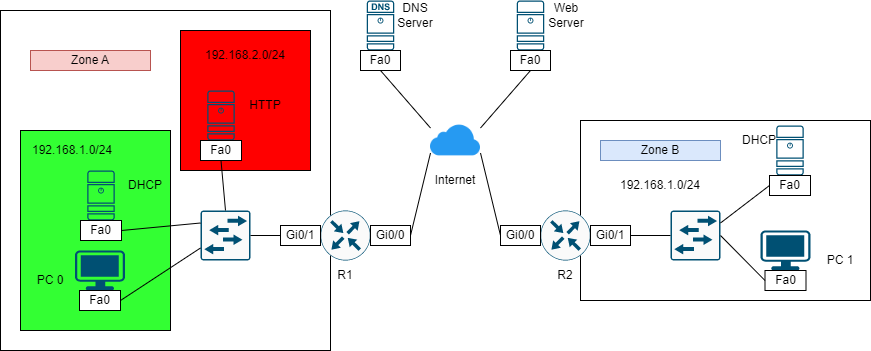 DNS
DNS
Server
Fa0
Web
Server
Fa0
Zone A
192.168.2.0/24
HTTP
Fa0
192.168.1.0/24
DHCP
Fa0
PC 0
Fa0
Gi0/1
R1
Gi0/0
Internet
Gi0/0
R2
Gi0/1
Zone B
192.168.1.0/24
DHCP
Fa0
PC 1
Fa0